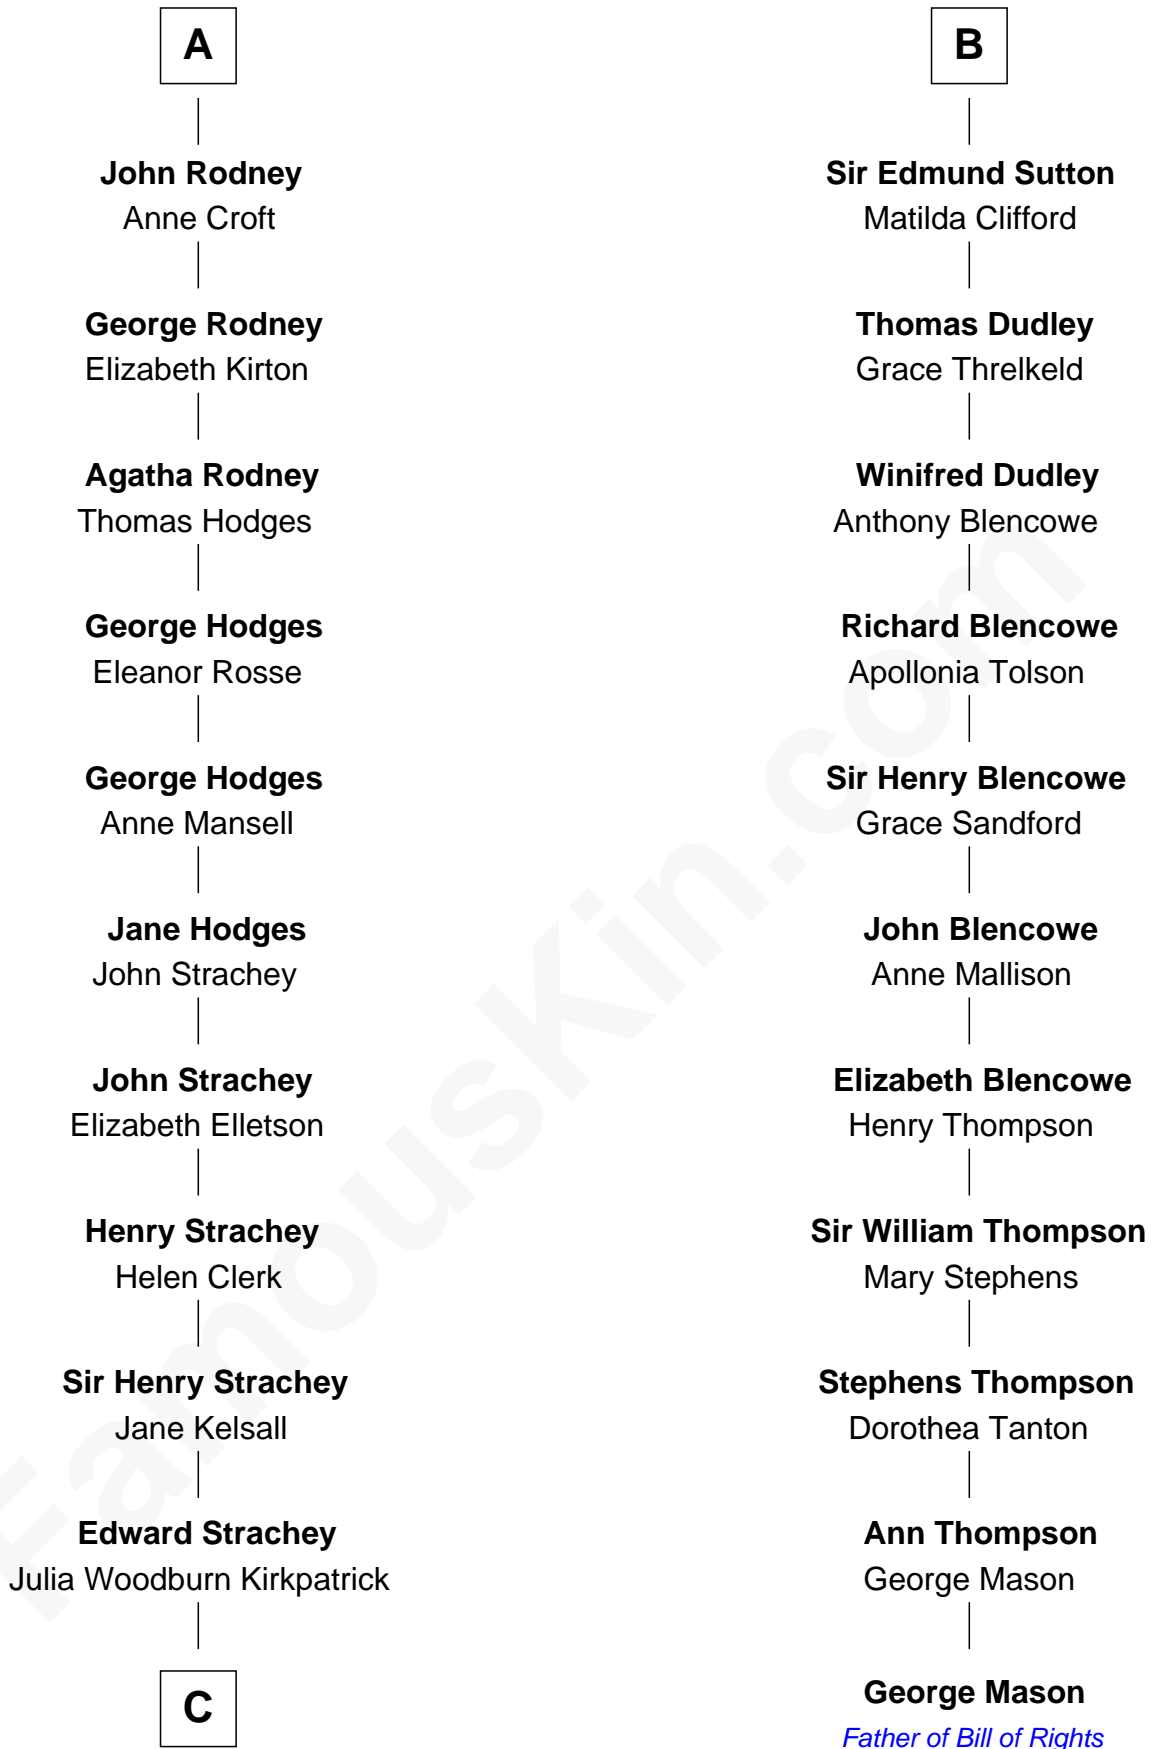 A
John Rodney
Anne Croft
George Rodney
Elizabeth Kirton
Agatha Rodney
Thomas Hodges
George Hodges
Eleanor Rosse
George Hodges
Anne Mansell
Jane Hodges
John Strachey
John Strachey
Elizabeth Elletson
Henry Strachey
Helen Clerk
Sir Henry Strachey
Jane Kelsall
Edward Strachey
Julia Woodburn Kirkpatrick
C
B
Sir Edmund Sutton
Matilda Clifford
Thomas Dudley
Grace Threlkeld
Winifred Dudley
Anthony Blencowe
Richard Blencowe
Apollonia Tolson
Sir Henry Blencowe
Grace Sandford
John Blencowe
Anne Mallison
Elizabeth Blencowe
Henry Thompson
Sir William Thompson
Mary Stephens
Stephens Thompson
Dorothea Tanton
Ann Thompson
George Mason
George Mason
Father of Bill of Rights
FamousKin.com